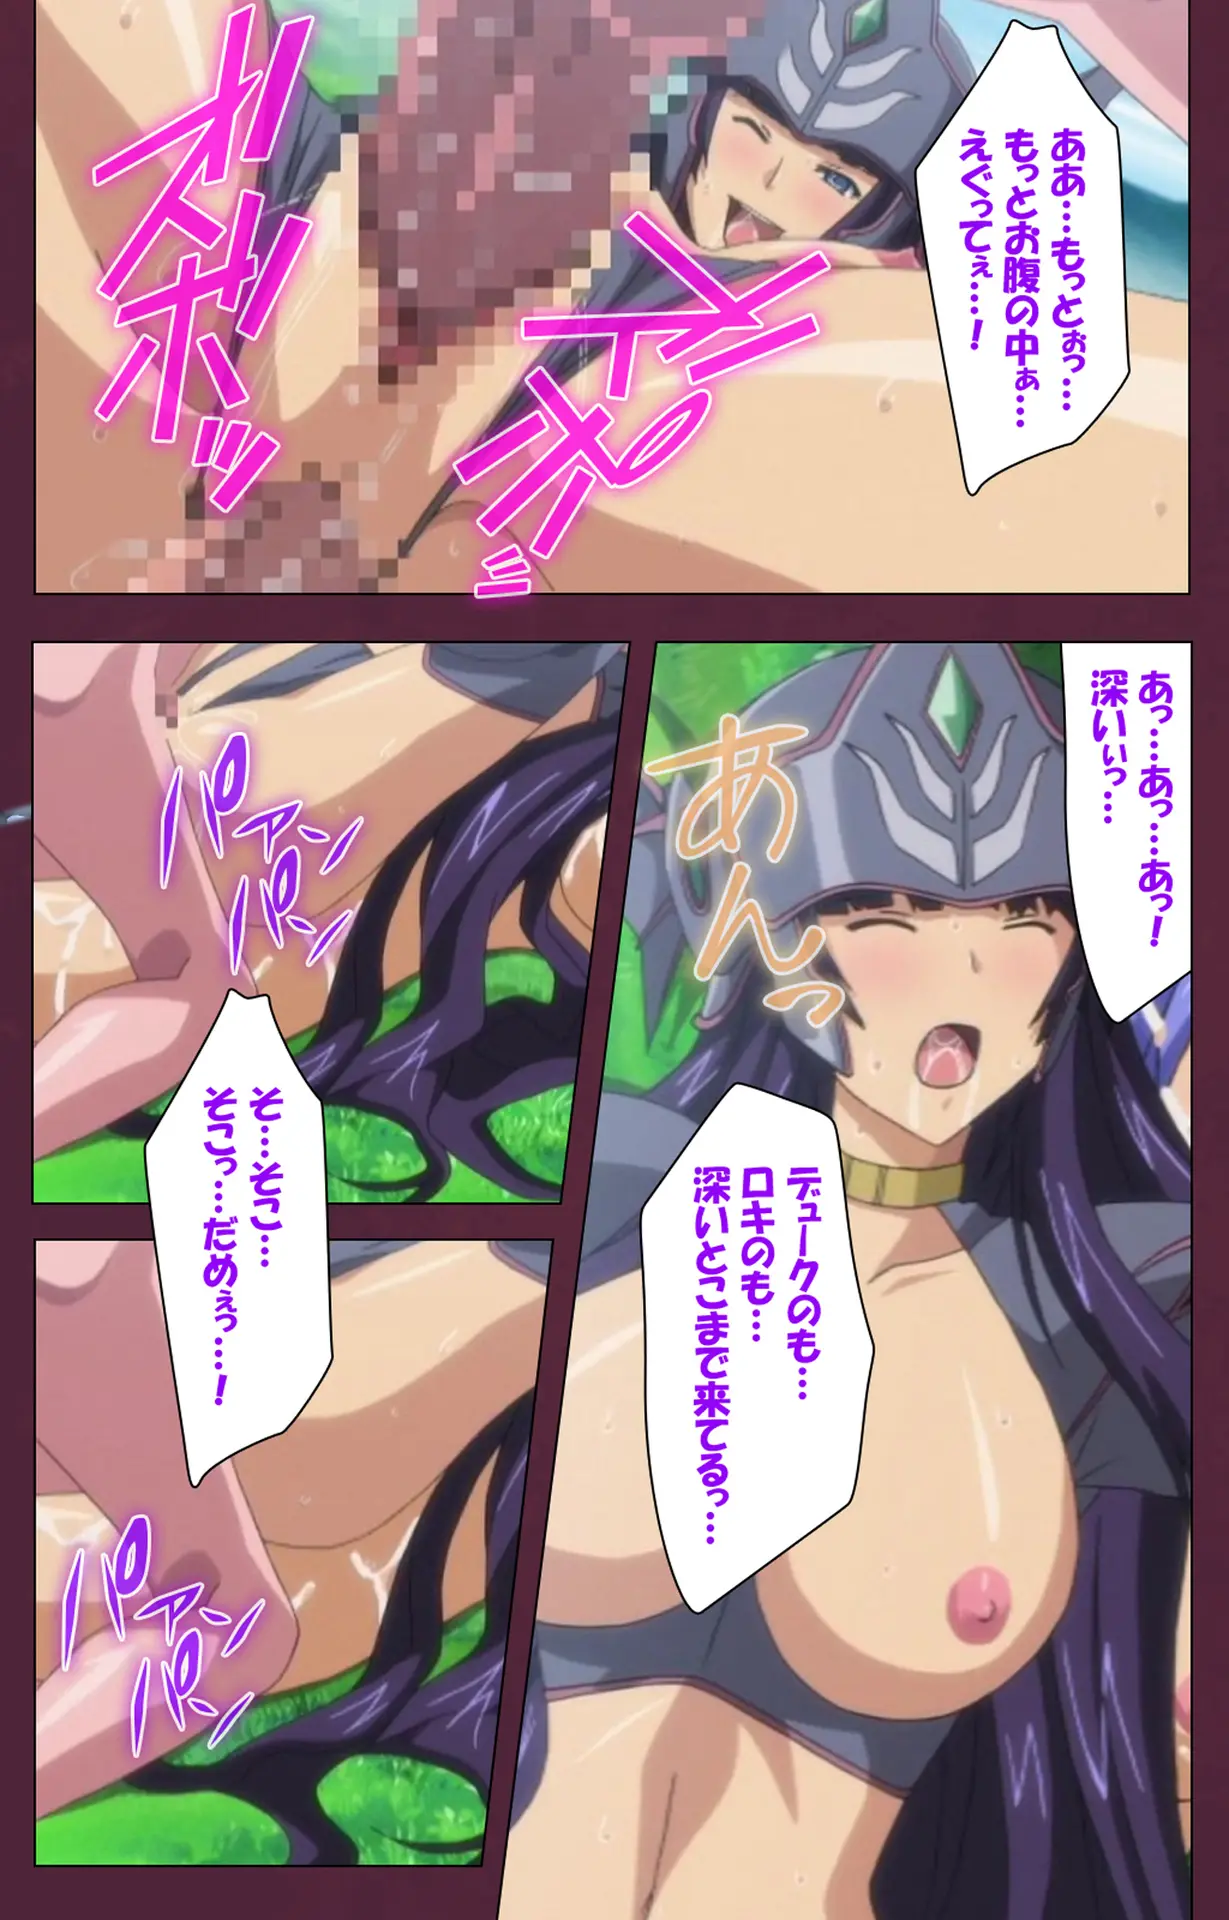 ああ…もっとぉっ…
もっとお腹の中ぁ…
えぐってぇ…！
ズボッ
ズボッ
あっ…あっ…あっ！
深いぃっ…
あんっ
デュークのも…
ロキのも…
深いとこまで来てるっ…
パァン
パン
そ…そこ…
そこっ…だめぇっ…！
パァン
パン